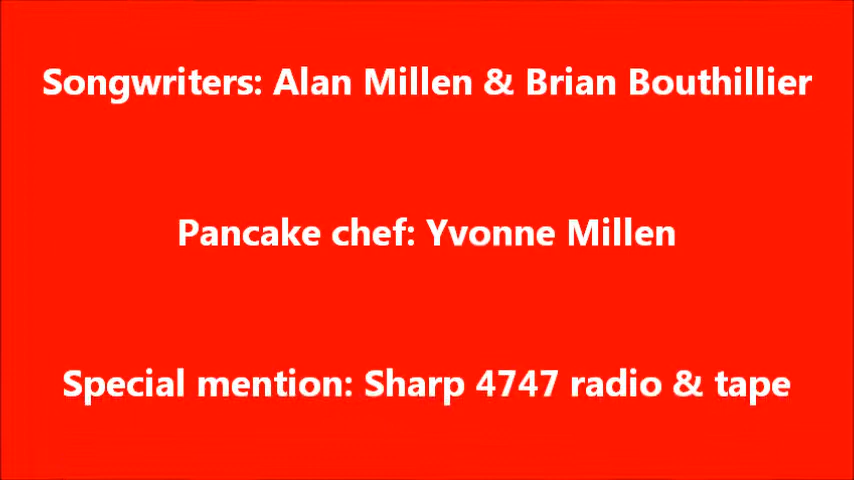 Songwriters: Alan Millen & Brian Bouthillier
Pancake chef: Yvonne Millen
Special mention: Sharp 4747 radio & tape